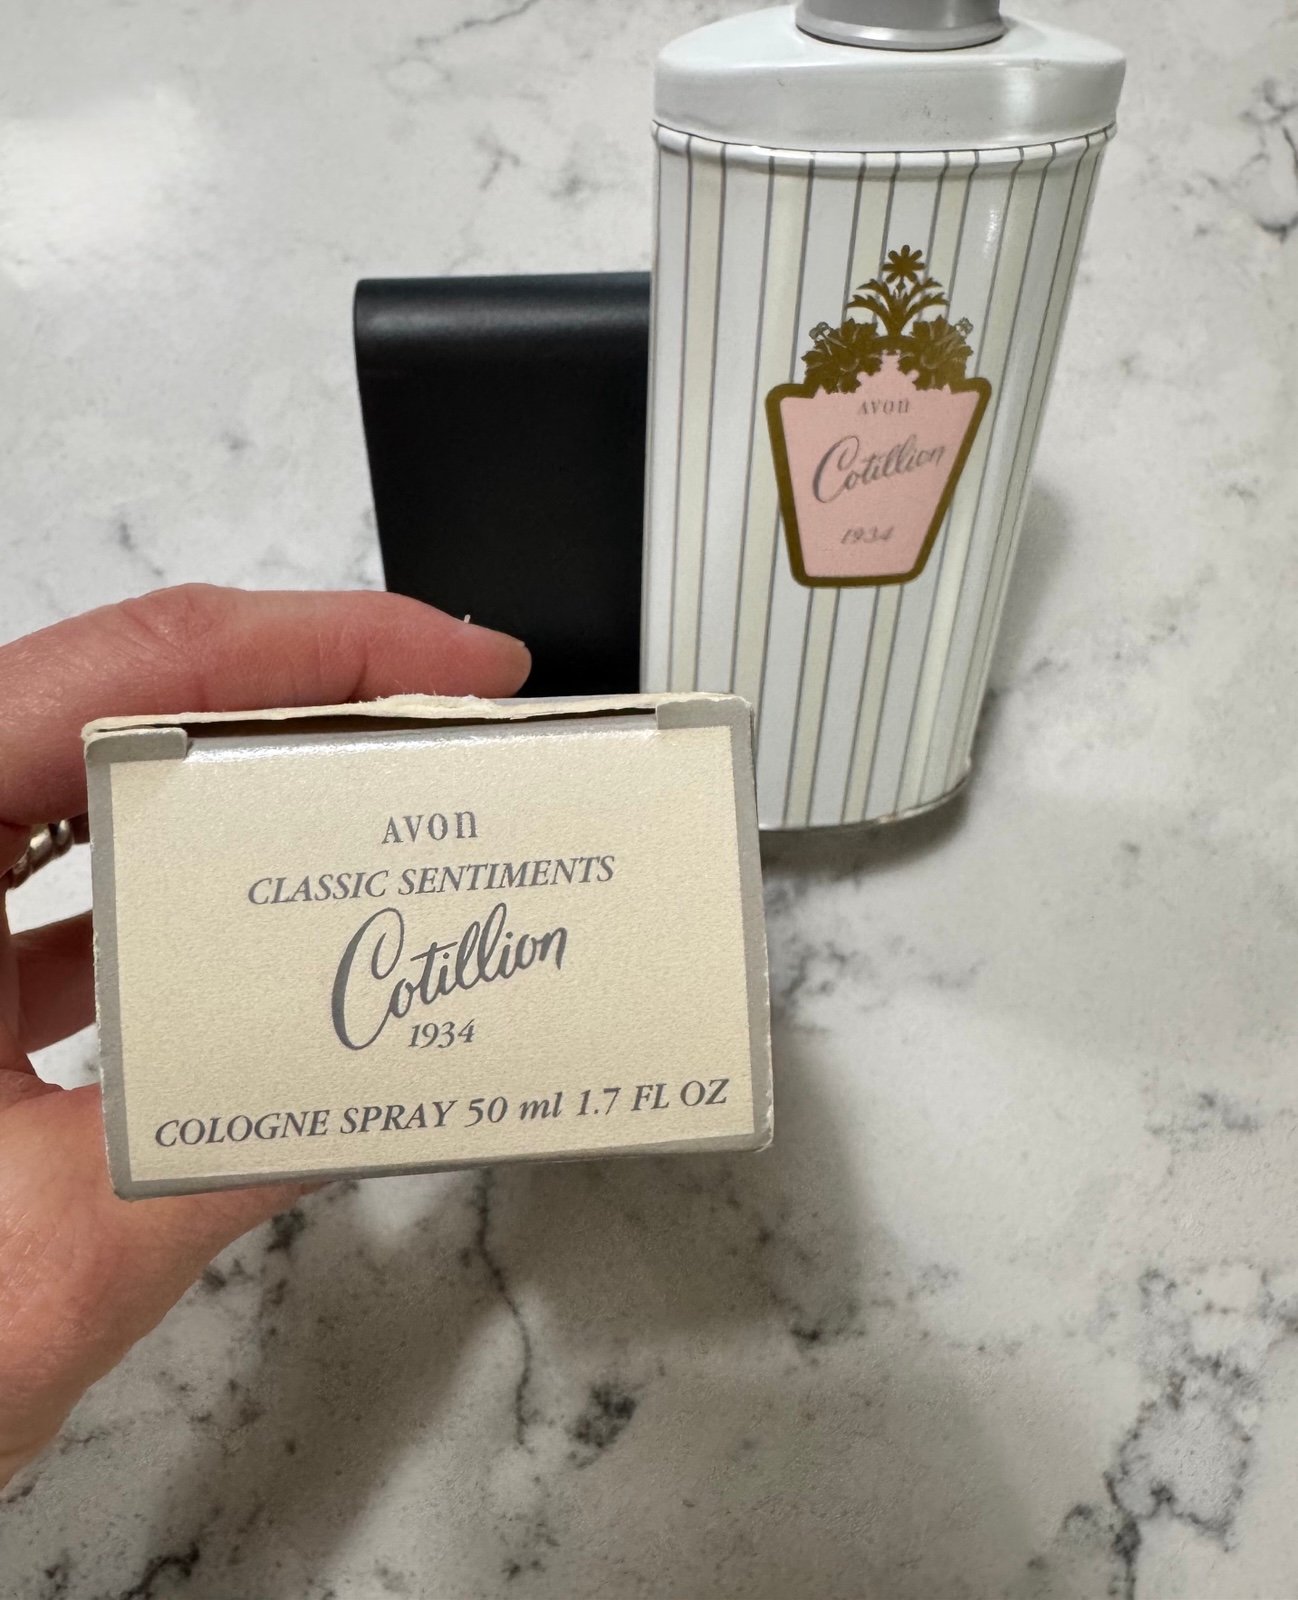 AVON
Cotillion
1934
AVON
CLASSIC SENTIMENTS
Cotillion
1934
COLOGNE SPRAY 50 ml 1.7 FL OZ